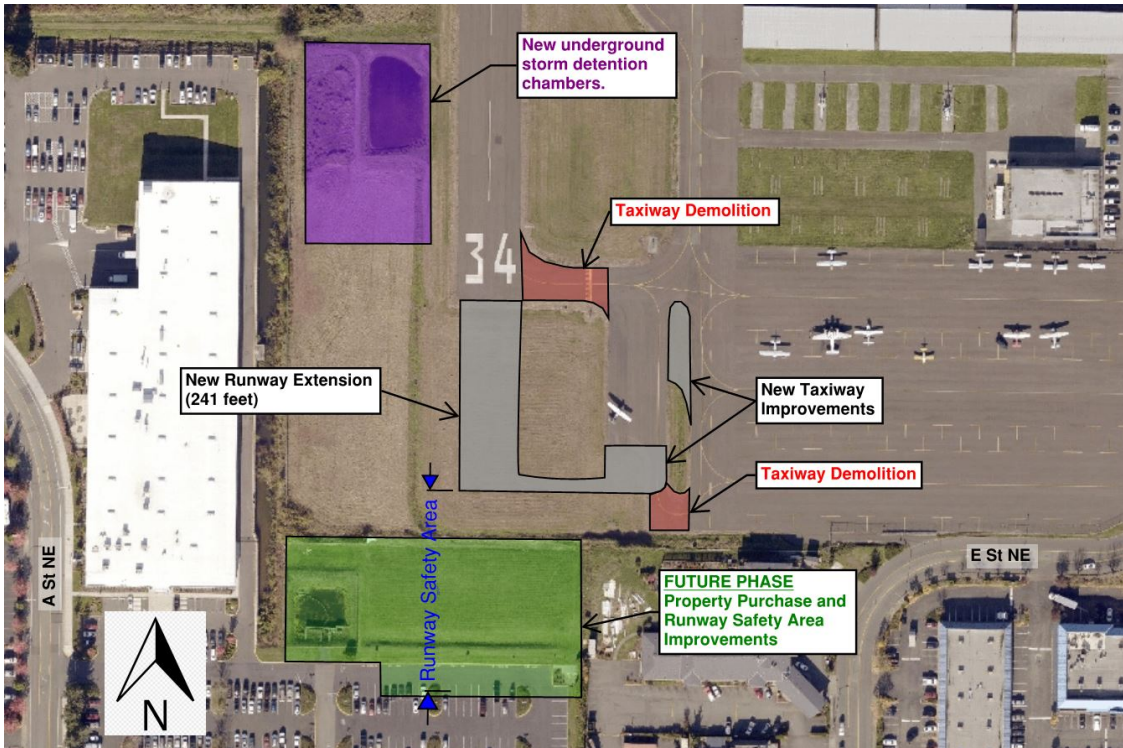 New underground
storm detention
chambers.
Taxiway Demolition
34
New Runway Extension
(241 feet)
New Taxiway
Improvements
Taxiway Demolition
Runway Safety Area
A St NE
E St NE
FUTURE PHASE
Property Purchase and
Runway Safety Area
Improvements
N